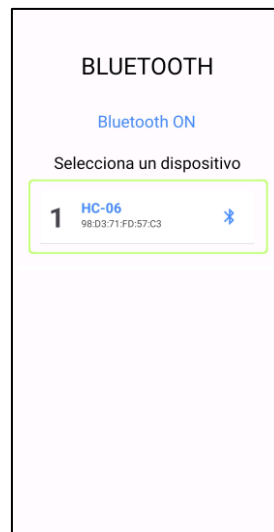 BLUETOOTH
Bluetooth ON
Selecciona un dispositivo
1
HC-06
98:D3:71:FD:57:C3